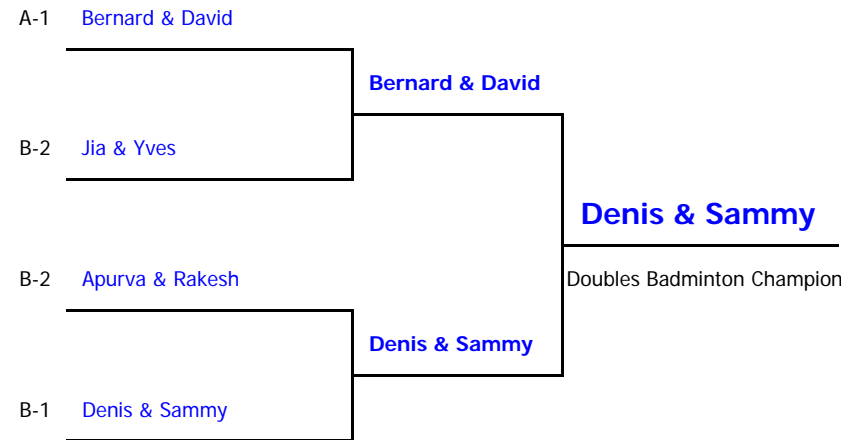 A-1 Bernard & David
Bernard & David
B-2 Jia & Yves
Denis & Sammy
B-2 Apurva & Rakesh
Doubles Badminton Champion
Denis & Sammy
B-1 Denis & Sammy